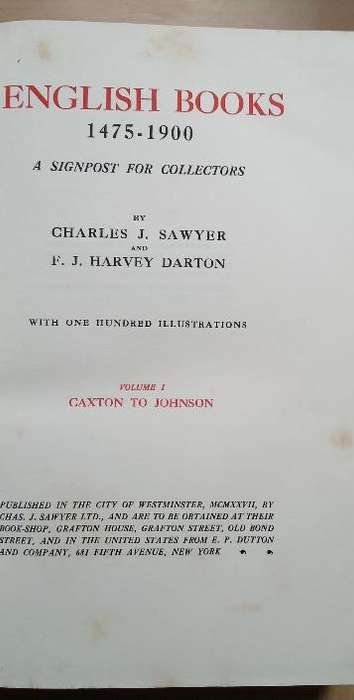 ENGLISH BOOKS
1475-1900
A SIGNPOST FOR COLLECTORS
BY
CHARLES J. SAWYER
AND
F. J. HARVEY DARTON
WITH ONE HUNDRED ILLUSTRATIONS
VOLUME I
CAXTON TO JOHNSON
PUBLISHED IN THE CITY OF WESTMINSTER, MCMXXVII, BY
CHAS. J. SAWYER LTD., AND ARE TO BE OBTAINED AT THEIR
BOOK-SHOP, GRAFTON HOUSE, GRAFTON STREET, OLD BOND
STREET, AND IN THE UNITED STATES FROM E. P. DUTTON
AND COMPANY, 681 FIFTH AVENUE, NEW YORK